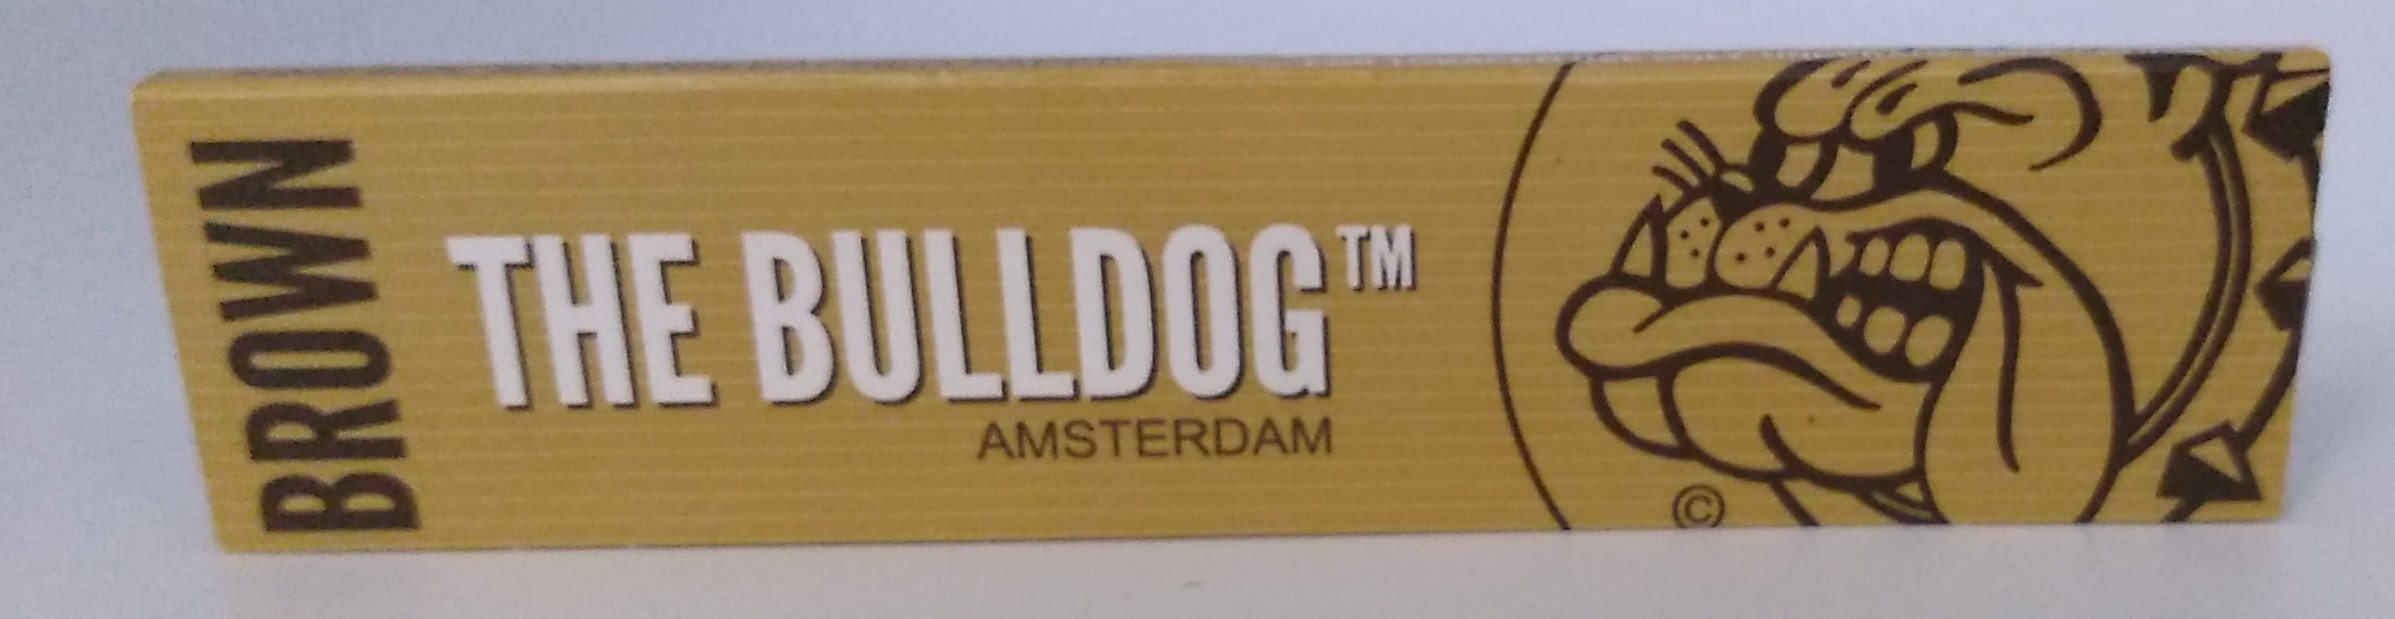 BROWN
THE BULLDOG™
AMSTERDAM
©